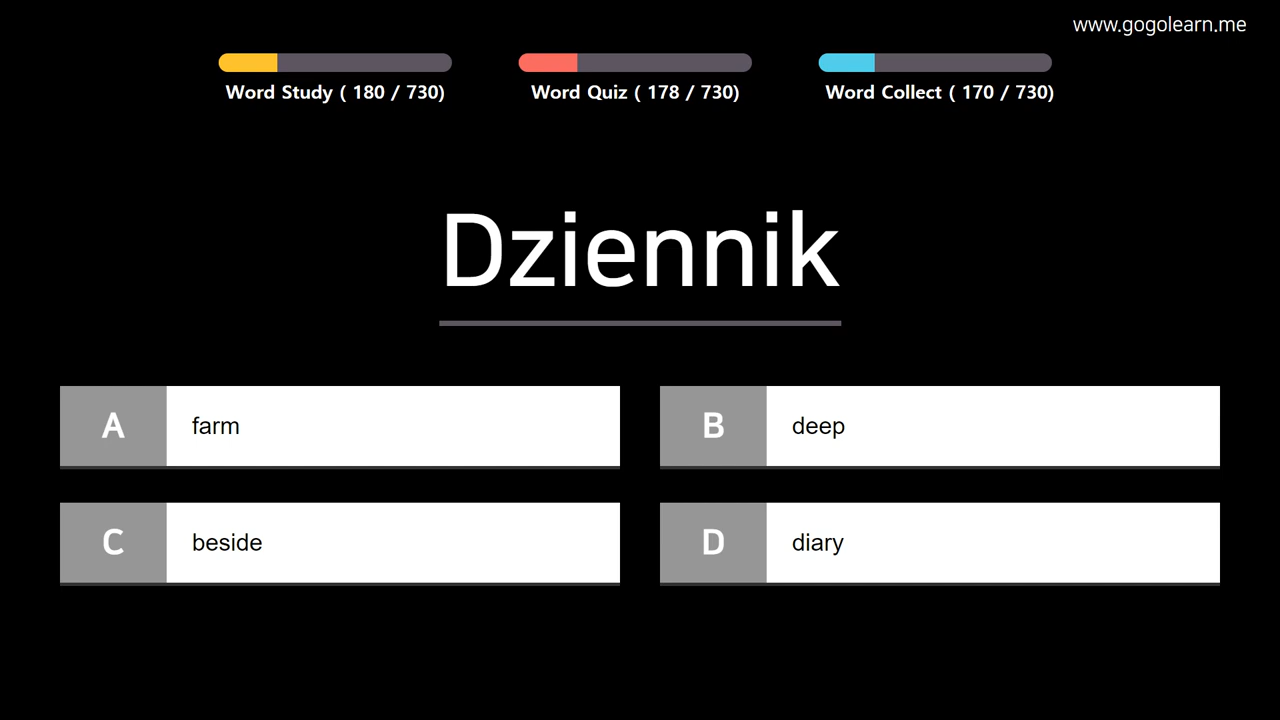 www.gogolearn.me
Word Study ( 180 / 730)
Word Quiz ( 178 / 730)
Word Collect ( 170 / 730)
Dziennik
A farm
B deep
C beside
D diary